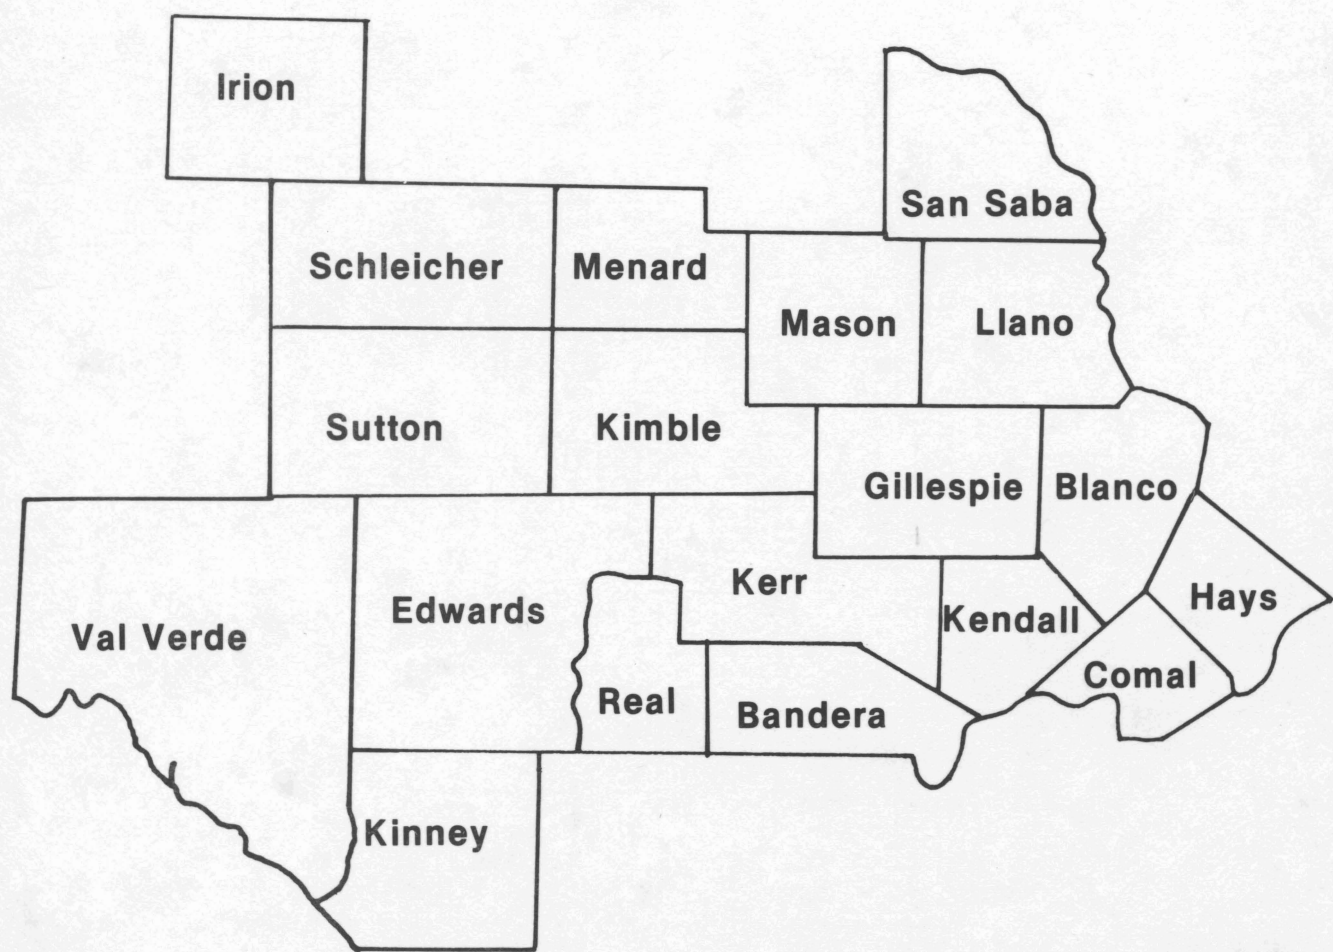 Irion
San Saba
Schleicher
Menard
Mason
Llano
Sutton
Kimble
Gillespie
Blanco
Kerr
Hays
Edwards
Kendall
Val Verde
Comal
Real
Bandera
Kinney